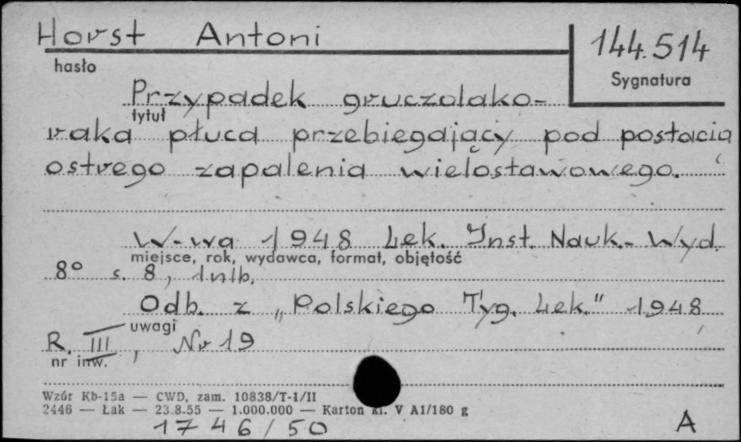 Horst Antoni
144.514
hasło
Sygnatura
Przypadek gruczolako-
tytuł
raka płuca przebiegający pod postacią
ostrego zapalenia wielostawowego.
W-wa 1948 Lek. Inst. Nauk.-Wyd.
miejsce, rok, wydawca, format, objętość
8° s. 8, 1 nlb.
Odb. z „Polskiego Tyg. Lek." 1948
uwagi
R. III, Nr 19
nr inw.
Wzór Kb-15a — CWD, zam. 10838/T-1/II
2446 — Łak — 23.8.55 — 1.000.000 — Karton kl. V A1/180 g
1746/50
A